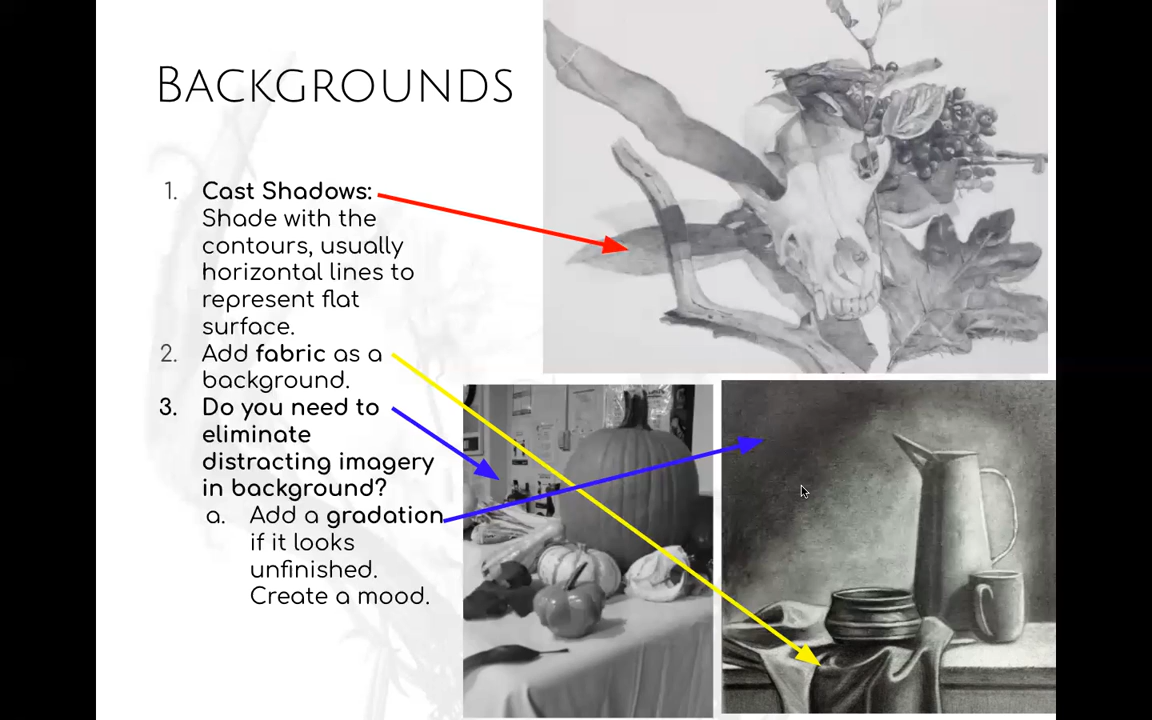 BACKGROUNDS
1. Cast Shadows:
Shade with the
contours, usually
horizontal lines to
represent flat
surface.
2. Add fabric as a
background.
3. Do you need to
eliminate
distracting imagery
in background?
a. Add a gradation
if it looks
unfinished.
Create a mood.